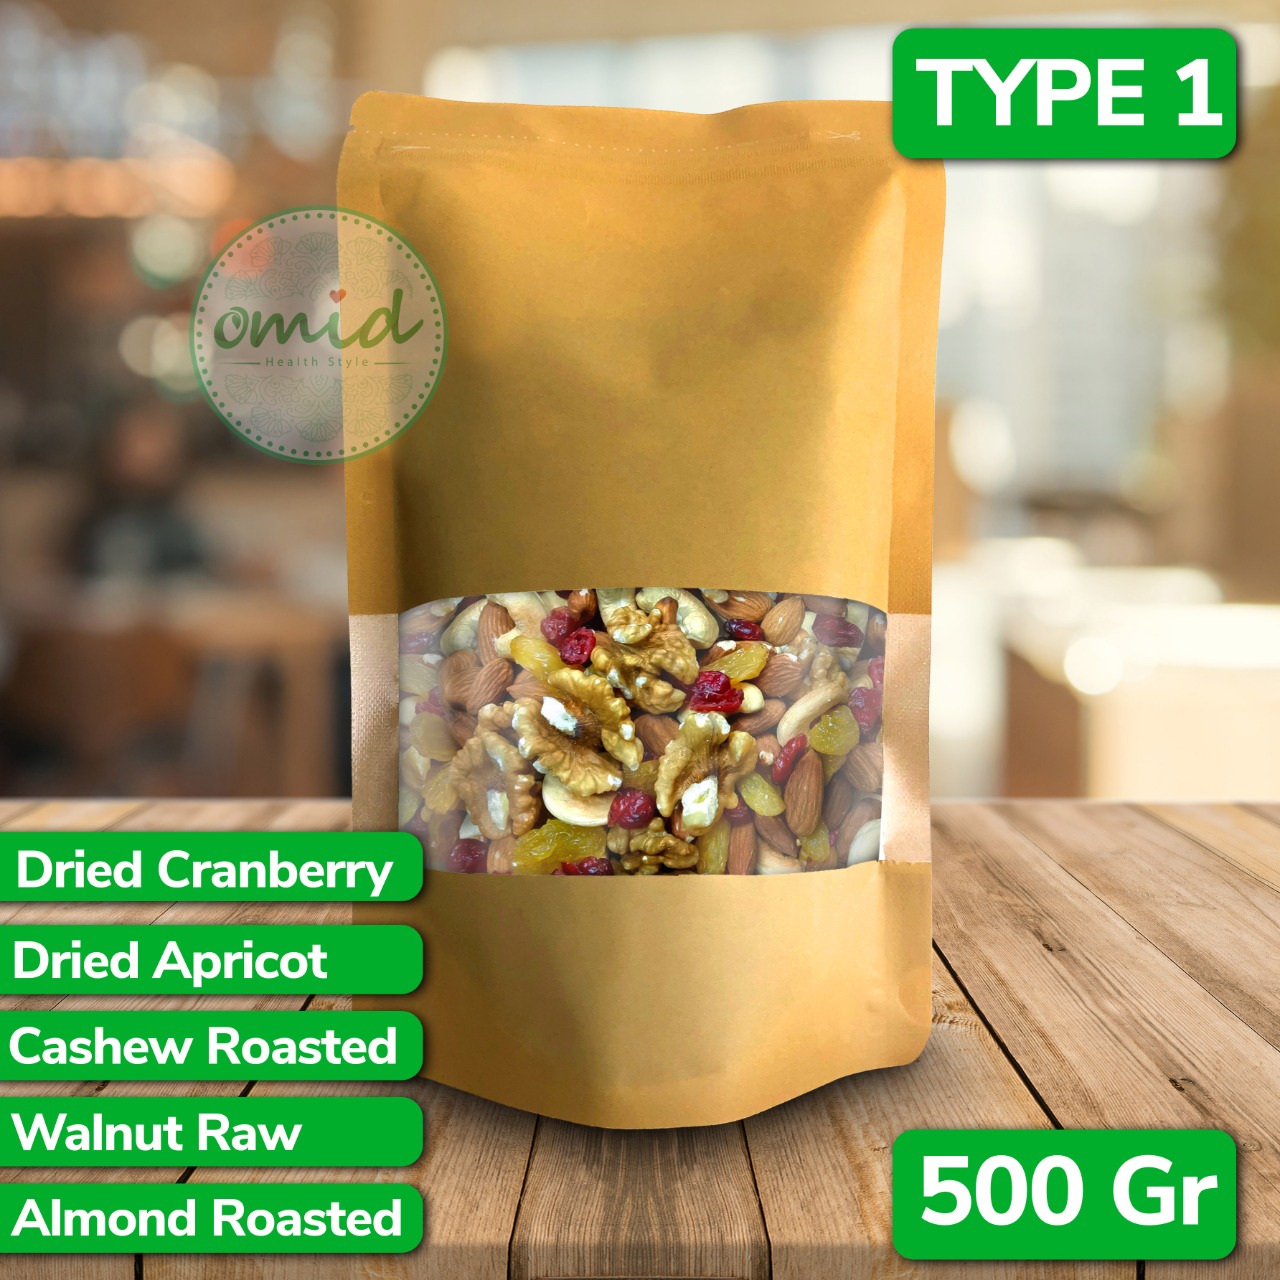 TYPE 1
omid
Health Style
Dried Cranberry
Dried Apricot
Cashew Roasted
Walnut Raw
Almond Roasted
500 Gr